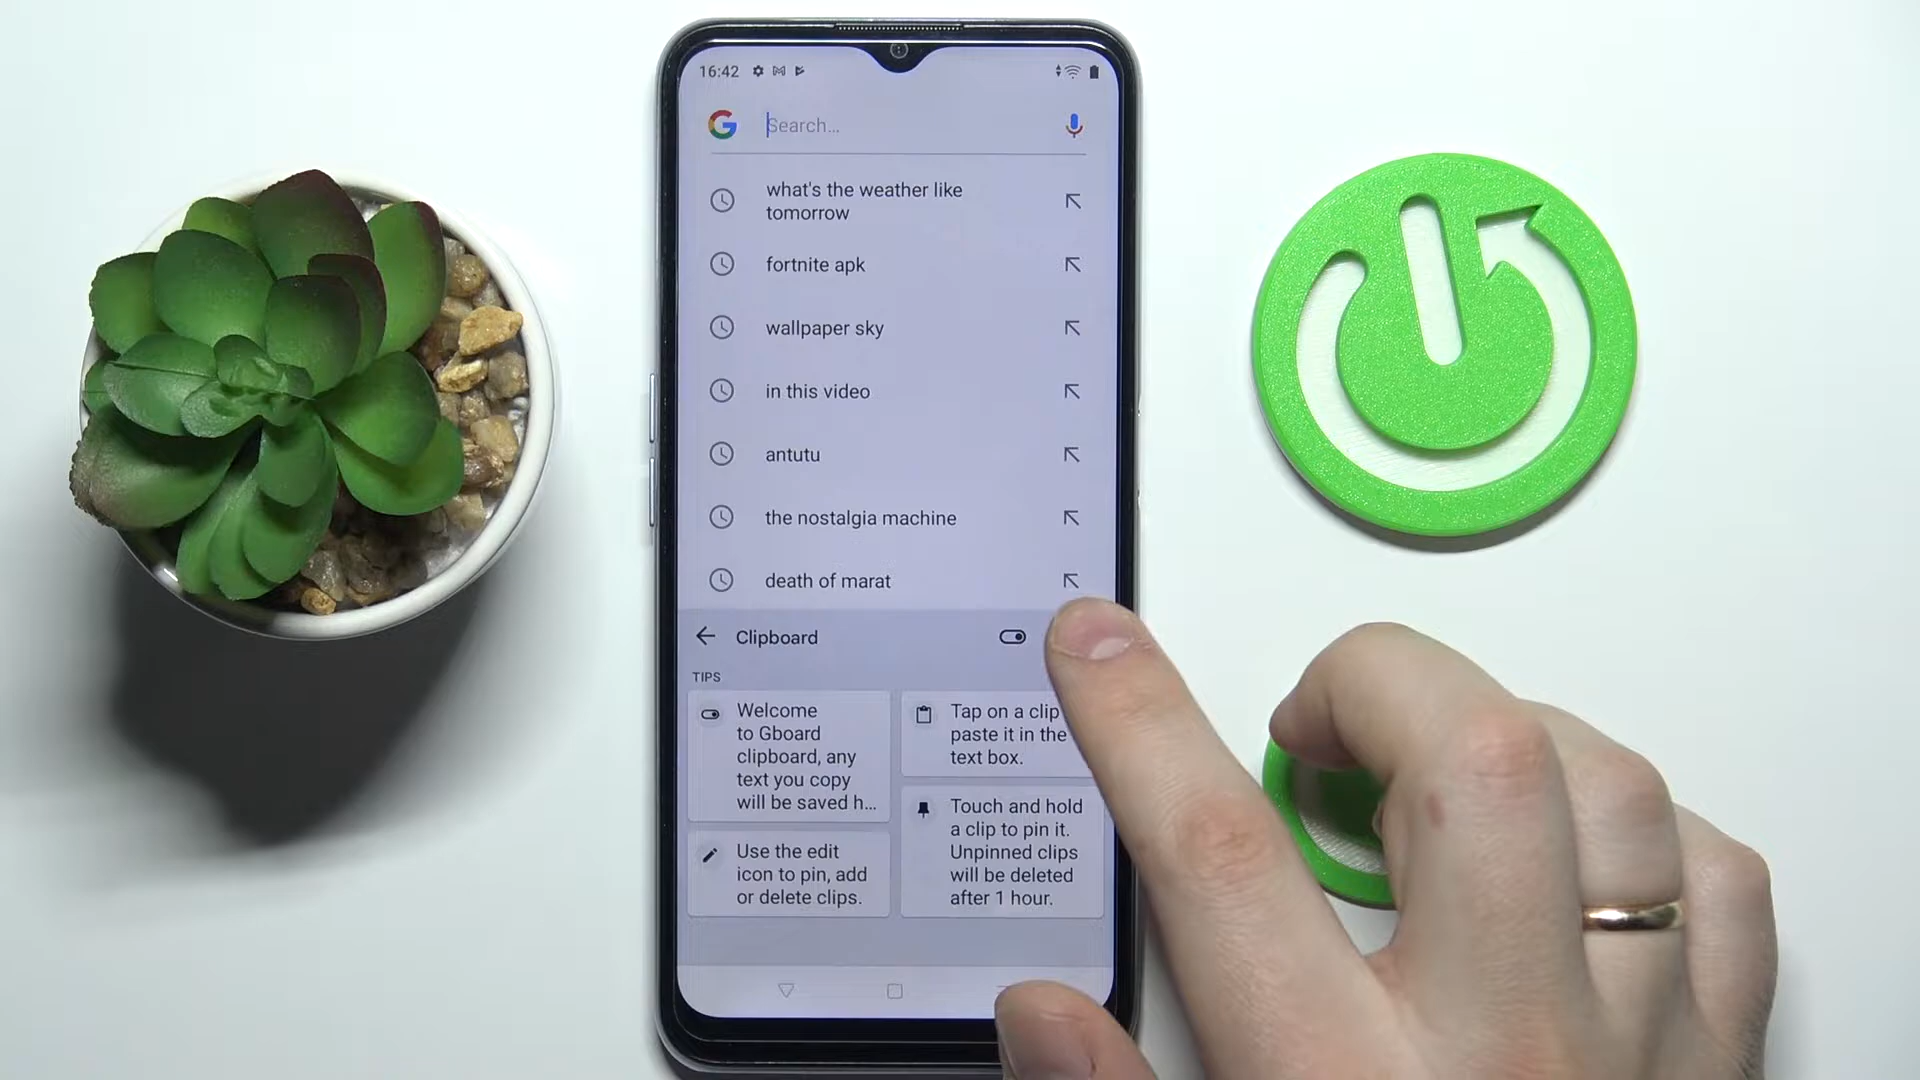 16:42
Search...
what's the weather like
tomorrow
fortnite apk
wallpaper sky
in this video
antutu
the nostalgia machine
death of marat
Clipboard
TIPS
Welcome
to Gboard
clipboard, any
text you copy
will be saved h...
Tap on a clip
paste it in the
text box.
Use the edit
icon to pin, add
or delete clips.
Touch and hold
a clip to pin it.
Unpinned clips
will be deleted
after 1 hour.